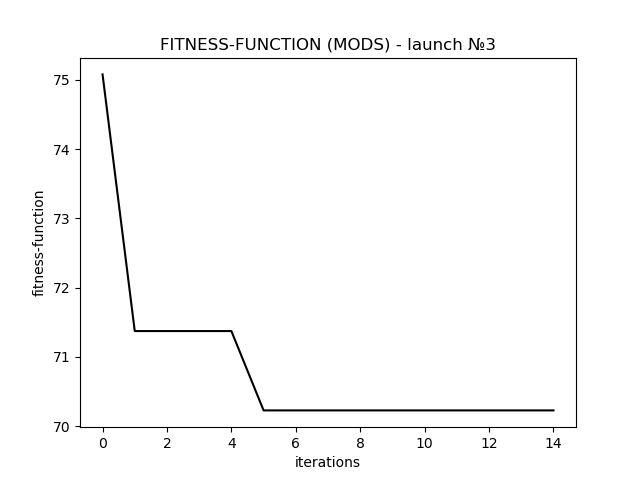 FITNESS-FUNCTION (MODS) - launch №3
75
74
73
72
71
70
fitness-function
0 2 4 6 8 10 12 14
iterations